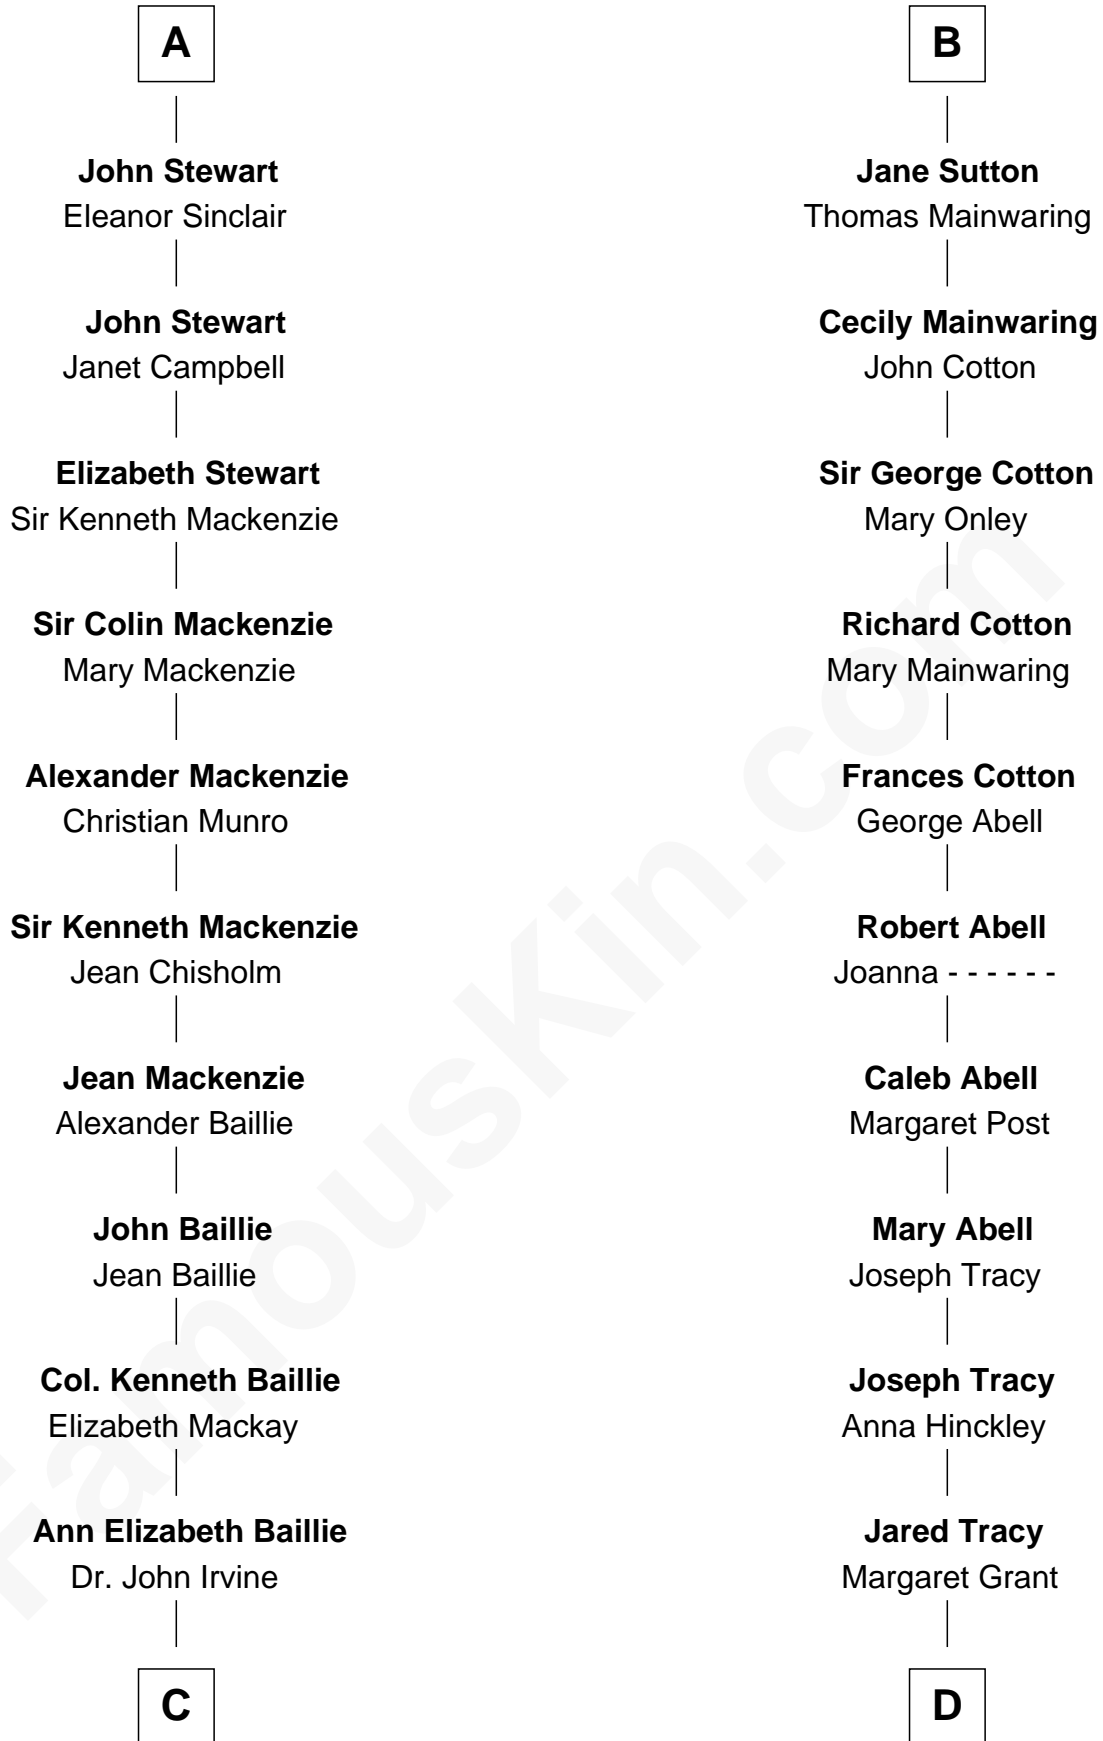 A
John Stewart
Eleanor Sinclair
John Stewart
Janet Campbell
Elizabeth Stewart
Sir Kenneth Mackenzie
Sir Colin Mackenzie
Mary Mackenzie
Alexander Mackenzie
Christian Munro
Sir Kenneth Mackenzie
Jean Chisholm
Jean Mackenzie
Alexander Baillie
John Baillie
Jean Baillie
Col. Kenneth Baillie
Elizabeth Mackay
Ann Elizabeth Baillie
Dr. John Irvine
C
B
Jane Sutton
Thomas Mainwaring
Cecily Mainwaring
John Cotton
Sir George Cotton
Mary Onley
Richard Cotton
Mary Mainwaring
Frances Cotton
George Abell
Robert Abell
Joanna - - - - - -
Caleb Abell
Margaret Post
Mary Abell
Joseph Tracy
Joseph Tracy
Anna Hinckley
Jared Tracy
Margaret Grant
D
FamousKin.com